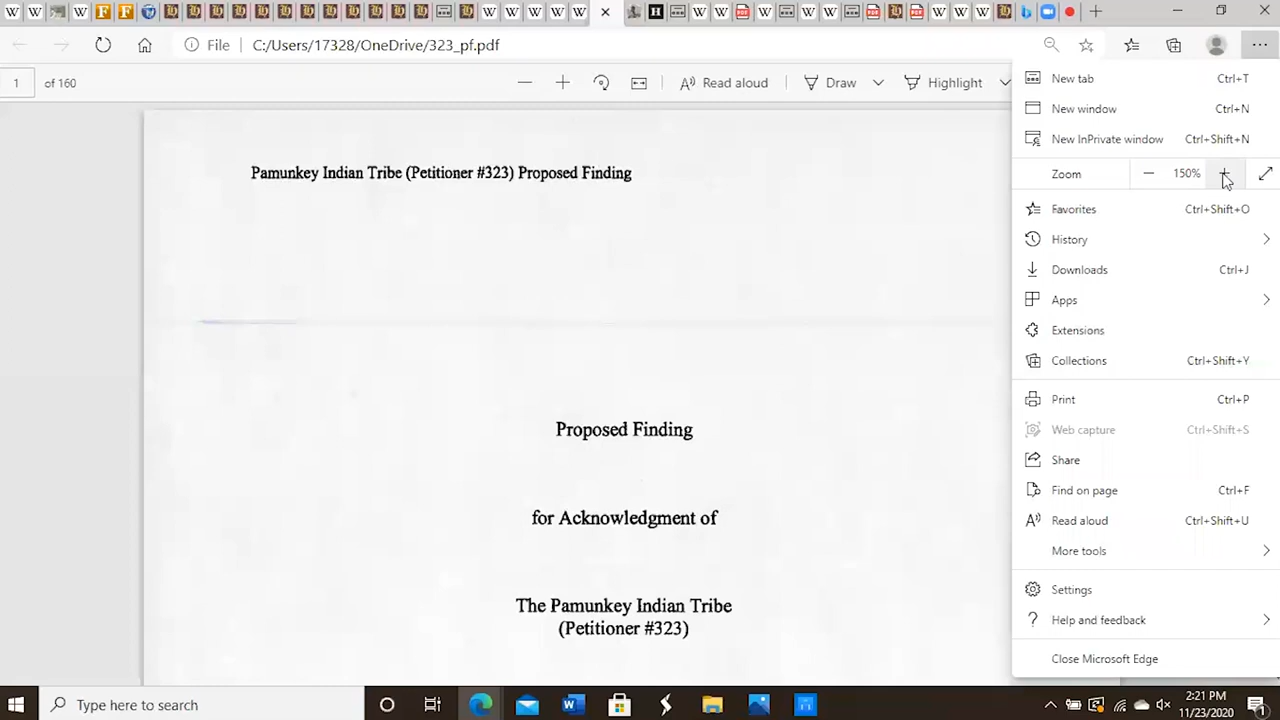 File
C:/Users/17328/OneDrive/323_pf.pdf
1 of 160
Read aloud
Draw
Highlight
Pamunkey Indian Tribe (Petitioner #323) Proposed Finding
Proposed Finding
for Acknowledgment of
The Pamunkey Indian Tribe
(Petitioner #323)
New tab Ctrl+T
New window Ctrl+N
New InPrivate window Ctrl+Shift+N
Zoom — 150% +
Favorites Ctrl+Shift+O
History
Downloads Ctrl+J
Apps
Extensions
Collections Ctrl+Shift+Y
Print Ctrl+P
Web capture Ctrl+Shift+S
Share
Find on page Ctrl+F
Read aloud Ctrl+Shift+U
More tools
Settings
Help and feedback
Close Microsoft Edge
Type here to search
2:21 PM
11/23/2020